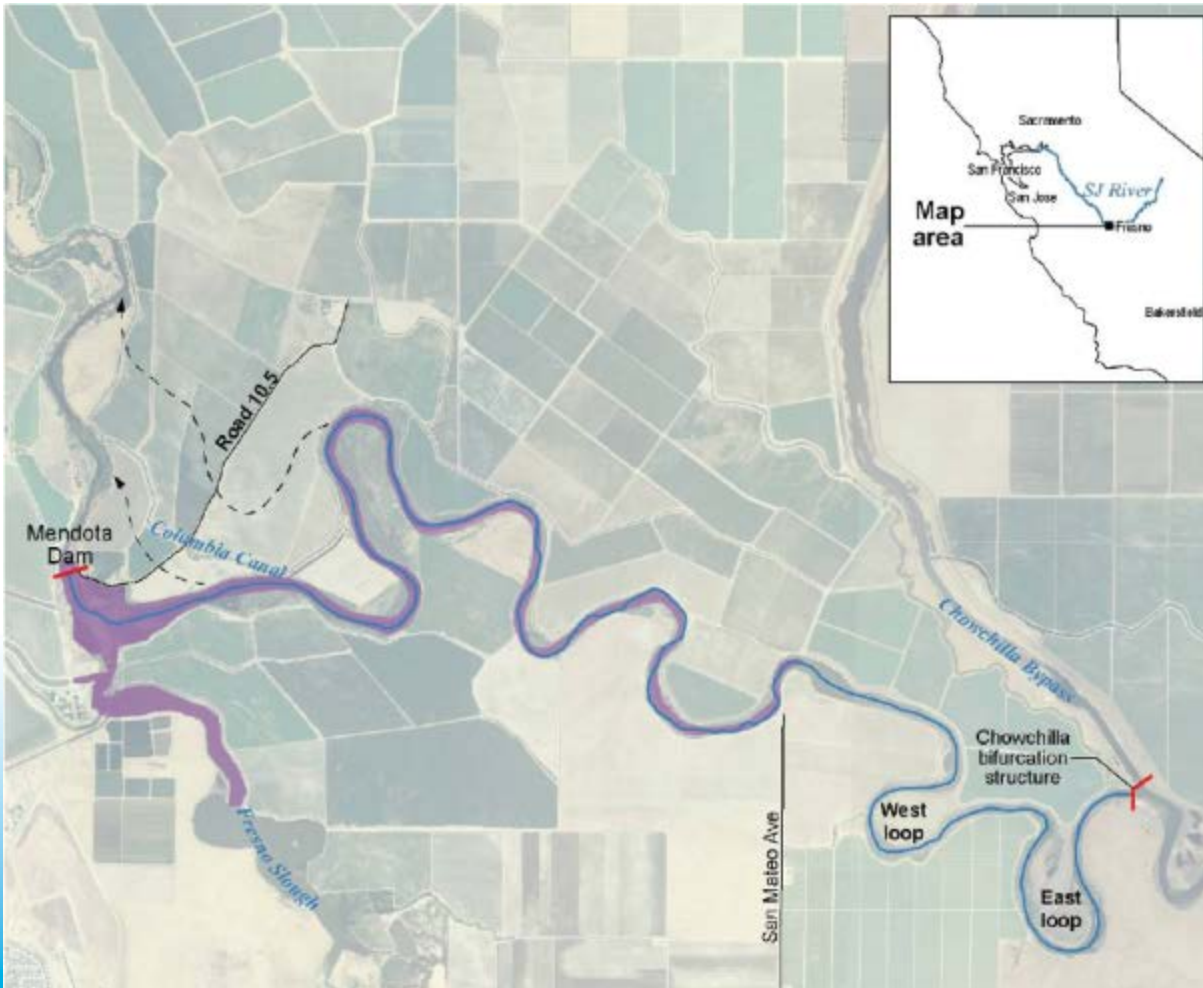 Sacramento
San Francisco
San Jose
SJ River
Map
area
Fresno
Bakersfield
Road 10.5
Mendota
Dam
Columbia Canal
Chowchilla Bypass
Chowchilla
bifurcation
structure
West
loop
East
loop
Fresno Slough
San Mateo Ave